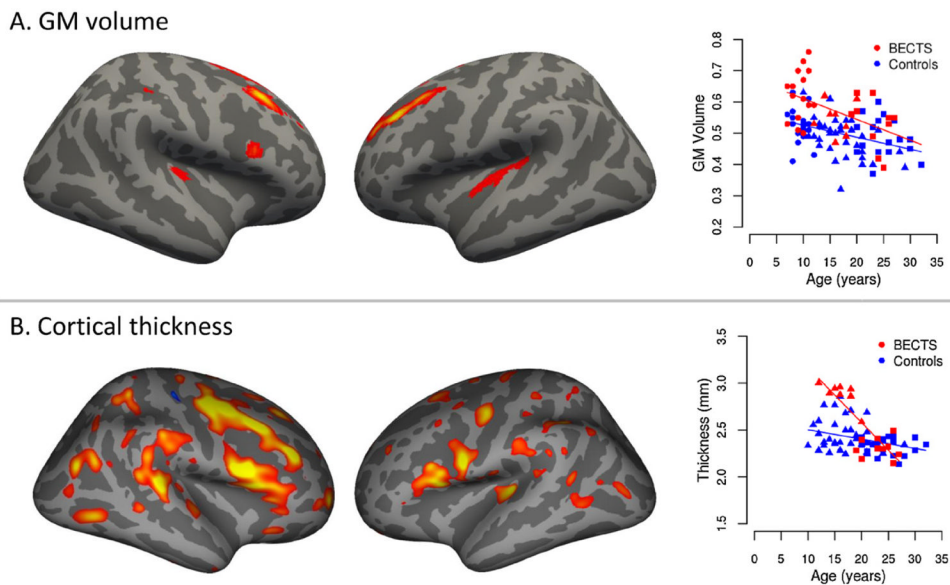 A. GM volume
0.8
0.7
0.6
0.5
0.4
0.3
0.2
GM Volume
BECTS
Controls
0 5 10 15 20 25 30 35
Age (years)
B. Cortical thickness
3.5
3.0
2.5
2.0
1.5
Thickness (mm)
BECTS
Controls
0 5 10 15 20 25 30 35
Age (years)